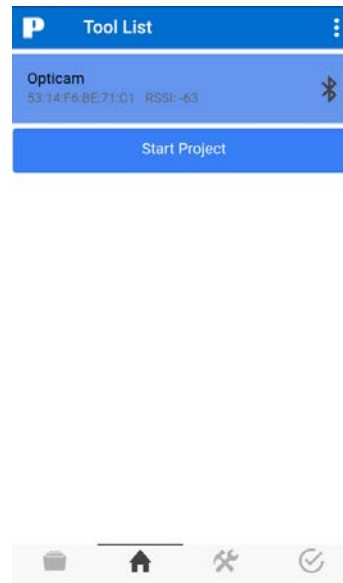 P
Tool List
Opticam
53:14:F6:BE:71:C1 RSSI: -63
Start Project